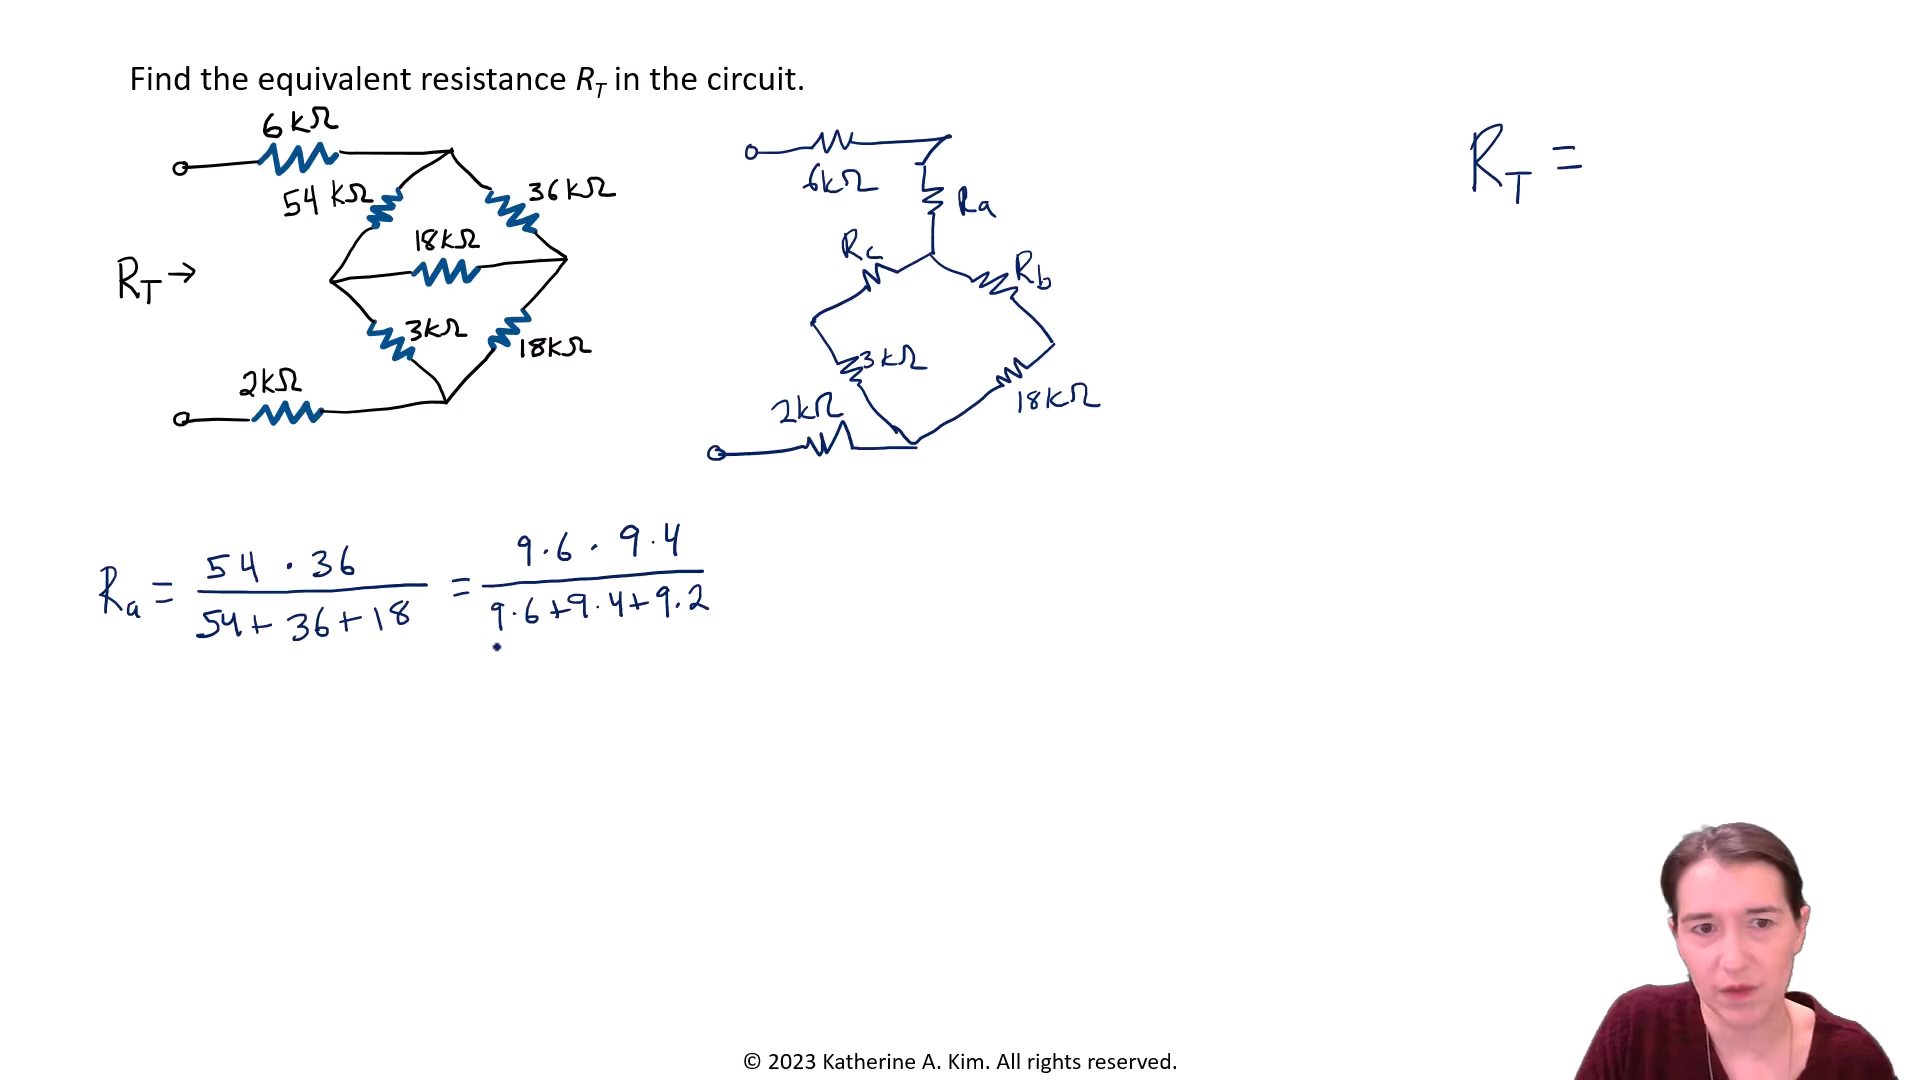 Find the equivalent resistance R_T in the circuit.
6kΩ
54 kΩ
36kΩ
18kΩ
R_T →
3kΩ
18kΩ
2kΩ
6kΩ
Ra
Rc
Rb
3kΩ
2kΩ
18kΩ
R_T =
Ra = 54 · 36 / 54 + 36 + 18 = 9·6 · 9·4 / 9·6 + 9·4 + 9·2
© 2023 Katherine A. Kim. All rights reserved.